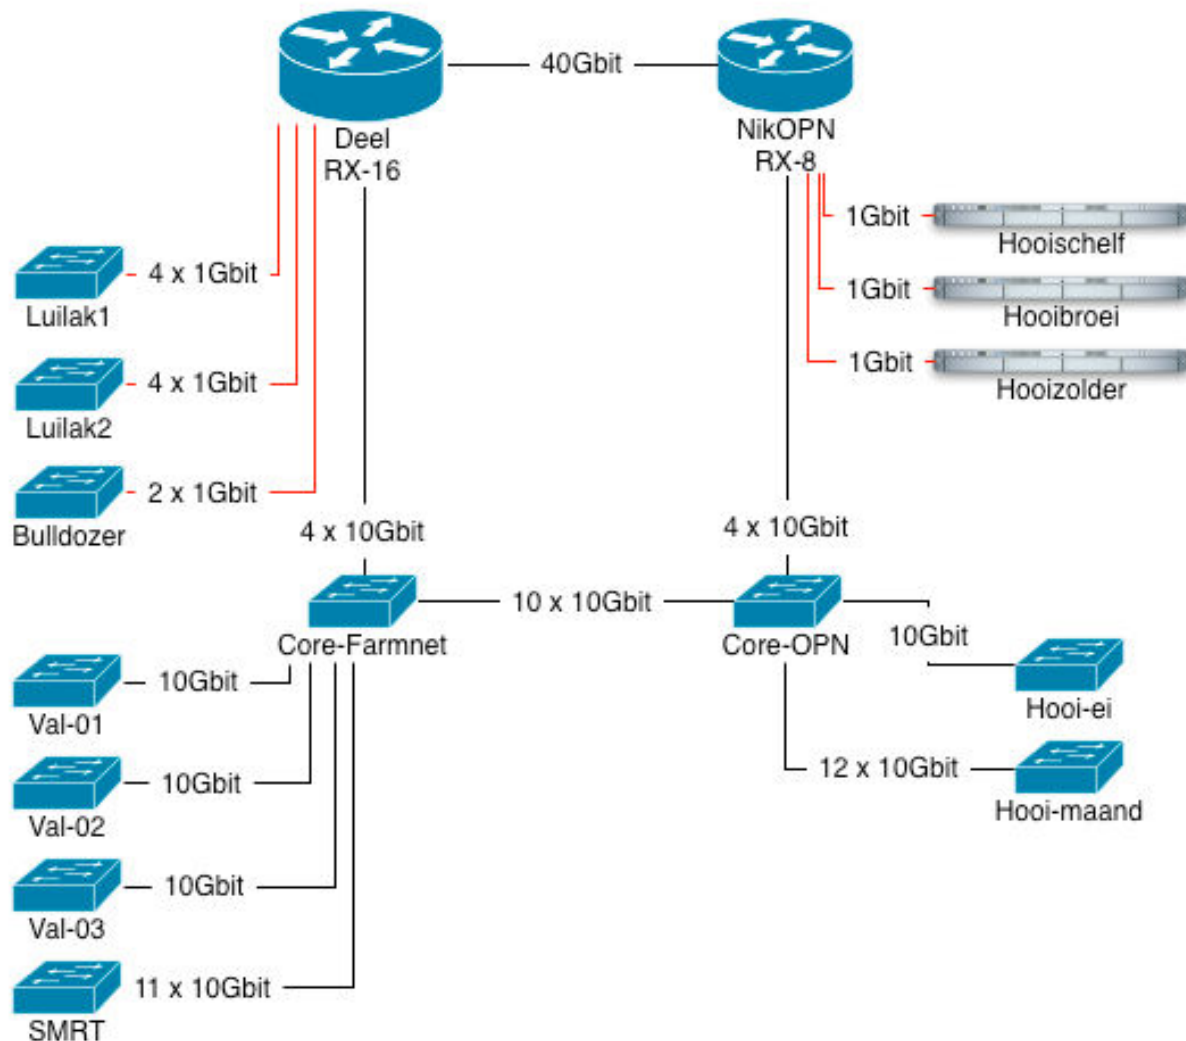 40Gbit
Deel
RX-16
NikOPN
RX-8
1Gbit
Hooischelf
4 x 1Gbit
Luilak1
1Gbit
Hooibroei
4 x 1Gbit
Luilak2
1Gbit
Hooizolder
2 x 1Gbit
Bulldozer
4 x 10Gbit
4 x 10Gbit
10 x 10Gbit
Core-Farmnet
Core-OPN
10Gbit
Hooi-ei
10Gbit
Val-01
12 x 10Gbit
Hooi-maand
10Gbit
Val-02
10Gbit
Val-03
11 x 10Gbit
SMRT